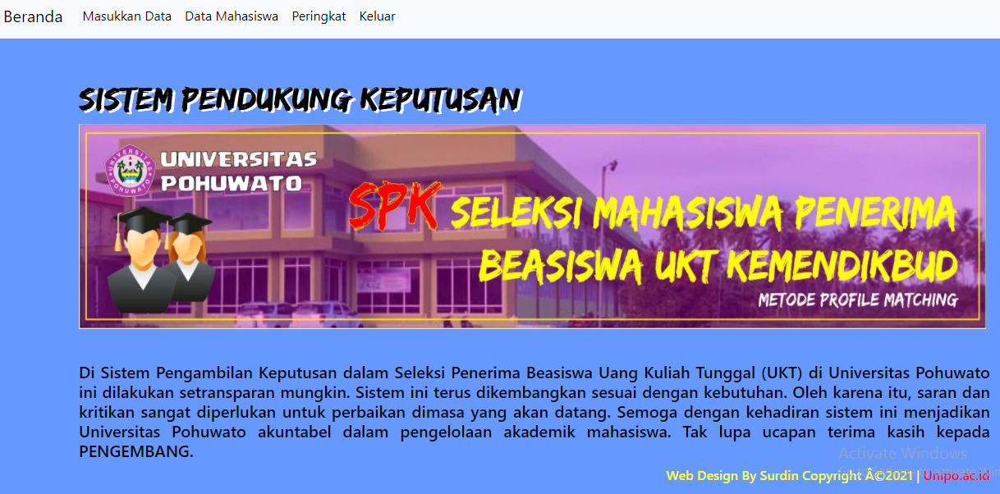 Beranda Masukkan Data Data Mahasiswa Peringkat Keluar
SISTEM PENDUKUNG KEPUTUSAN
UNIVERSITAS
POHUWATO
UNIVERSITAS POHUWATO
SPK SELEKSI MAHASISWA PENERIMA
BEASISWA UKT KEMENDIKBUD
METODE PROFILE MATCHING
Di Sistem Pengambilan Keputusan dalam Seleksi Penerima Beasiswa Uang Kuliah Tunggal (UKT) di Universitas Pohuwato
ini dilakukan setransparan mungkin. Sistem ini terus dikembangkan sesuai dengan kebutuhan. Oleh karena itu, saran dan
kritikan sangat diperlukan untuk perbaikan dimasa yang akan datang. Semoga dengan kehadiran sistem ini menjadikan
Universitas Pohuwato akuntabel dalam pengelolaan akademik mahasiswa. Tak lupa ucapan terima kasih kepada
PENGEMBANG.
Activate Windows
Web Design By Surdin Copyright Â©2021 | Unipo.ac.id